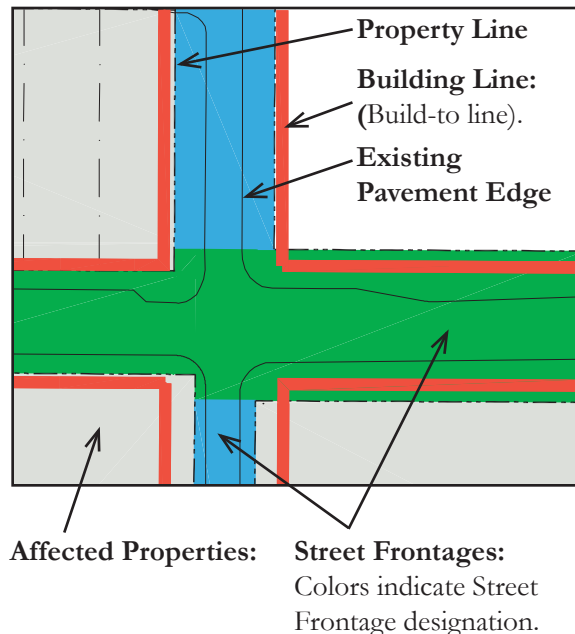 Property Line
Building Line:
(Build-to line).
Existing
Pavement Edge
Affected Properties:
Street Frontages:
Colors indicate Street
Frontage designation.